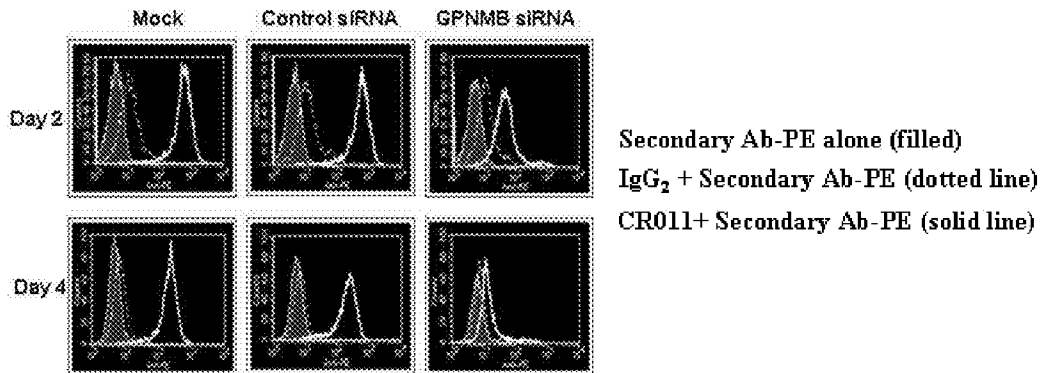 Mock Control siRNA GPNMB siRNA
Day 2
Day 4
Secondary Ab-PE alone (filled)
IgG₂ + Secondary Ab-PE (dotted line)
CR011+ Secondary Ab-PE (solid line)